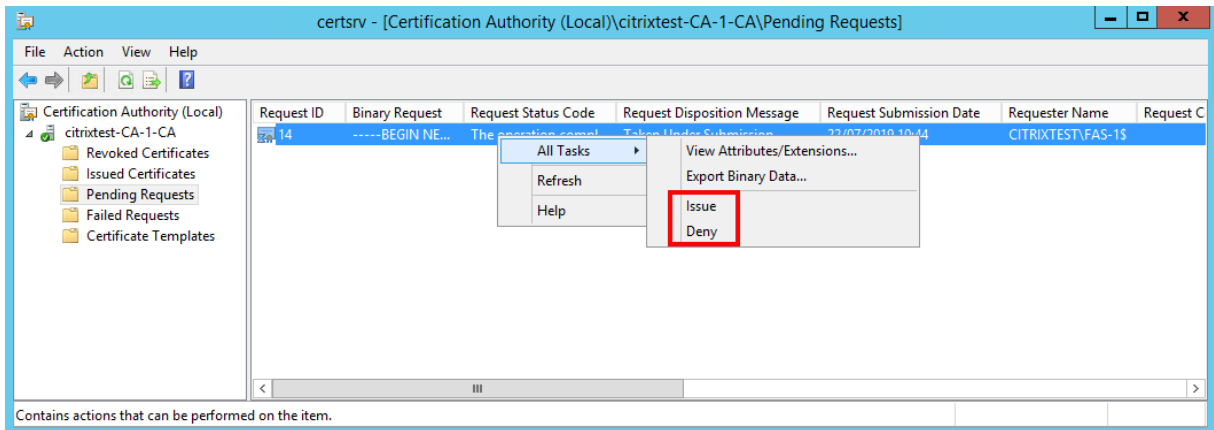 certsrv - [Certification Authority (Local)\citrixtest-CA-1-CA\Pending Requests]
File Action View Help
Certification Authority (Local)
citrixtest-CA-1-CA
Revoked Certificates
Issued Certificates
Pending Requests
Failed Requests
Certificate Templates
Request ID Binary Request Request Status Code Request Disposition Message Request Submission Date Requester Name Request C
14 -----BEGIN NE... The operation compl... Taken Under Submission 22/07/2019 10:44 CITRIXTEST\FAS-1$
All Tasks
Refresh
Help
View Attributes/Extensions...
Export Binary Data...
Issue
Deny
Contains actions that can be performed on the item.